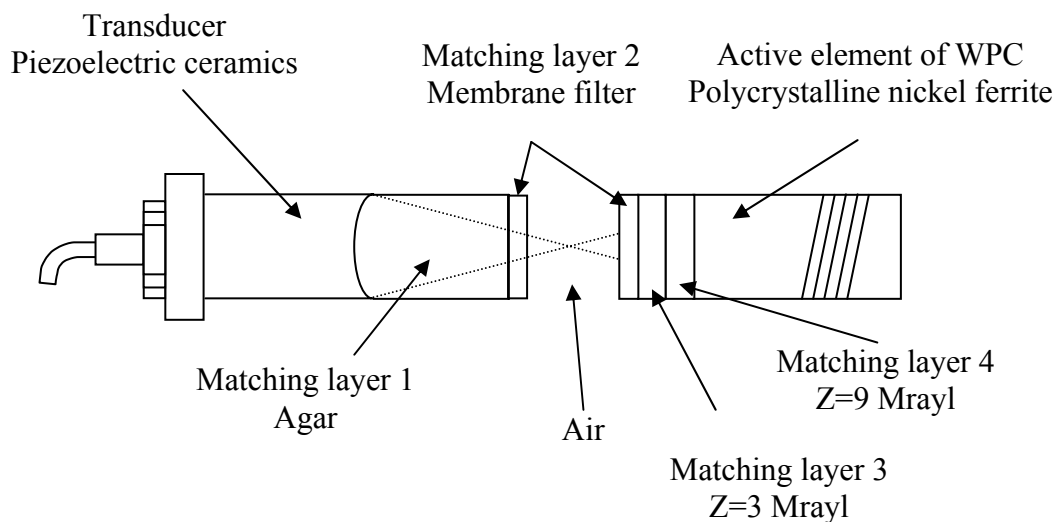 Transducer
Piezoelectric ceramics
Matching layer 2
Membrane filter
Active element of WPC
Polycrystalline nickel ferrite
Matching layer 1
Agar
Air
Matching layer 4
Z=9 Mrayl
Matching layer 3
Z=3 Mrayl